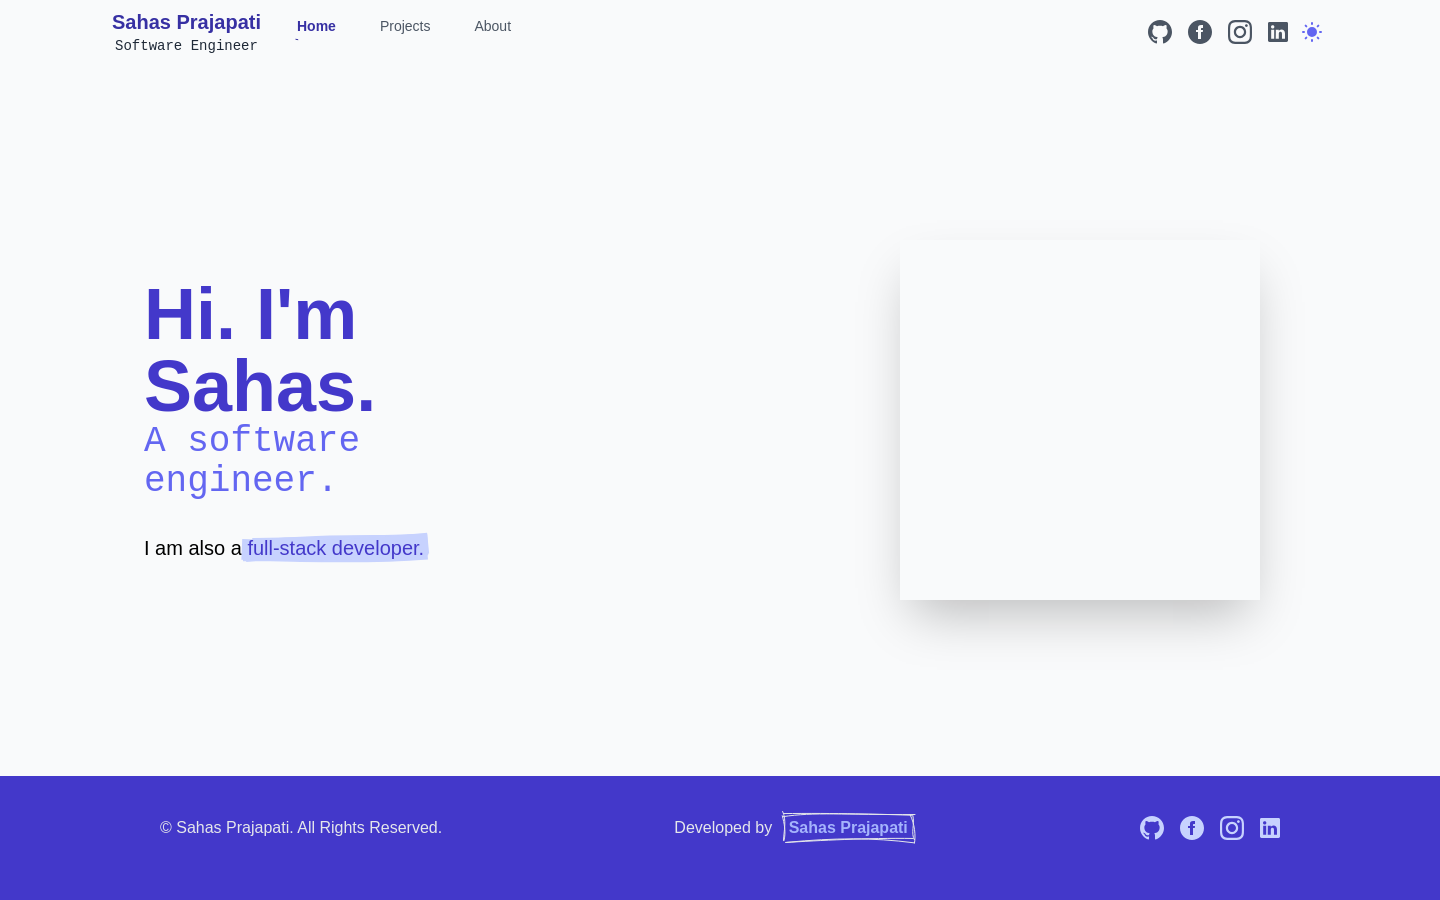 Sahas Prajapati
Software Engineer
Home
Projects
About
Hi. I'm
Sahas.
A software
engineer.
I am also a full-stack developer.
© Sahas Prajapati. All Rights Reserved.
Developed by Sahas Prajapati